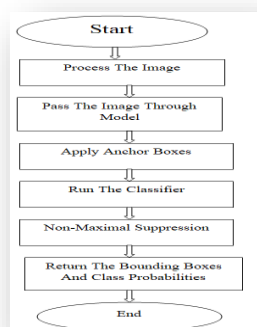 Start
Process The Image
Pass The Image Through
Model
Apply Anchor Boxes
Run The Classifier
Non-Maximal Suppression
Return The Bounding Boxes
And Class Probabilities
End